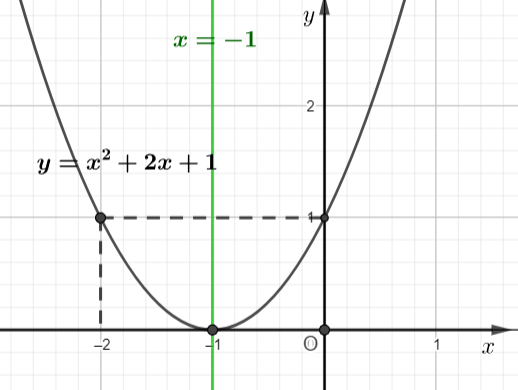 y
x = −1
2
y = x² + 2x + 1
1
−2
−1
O
1
x